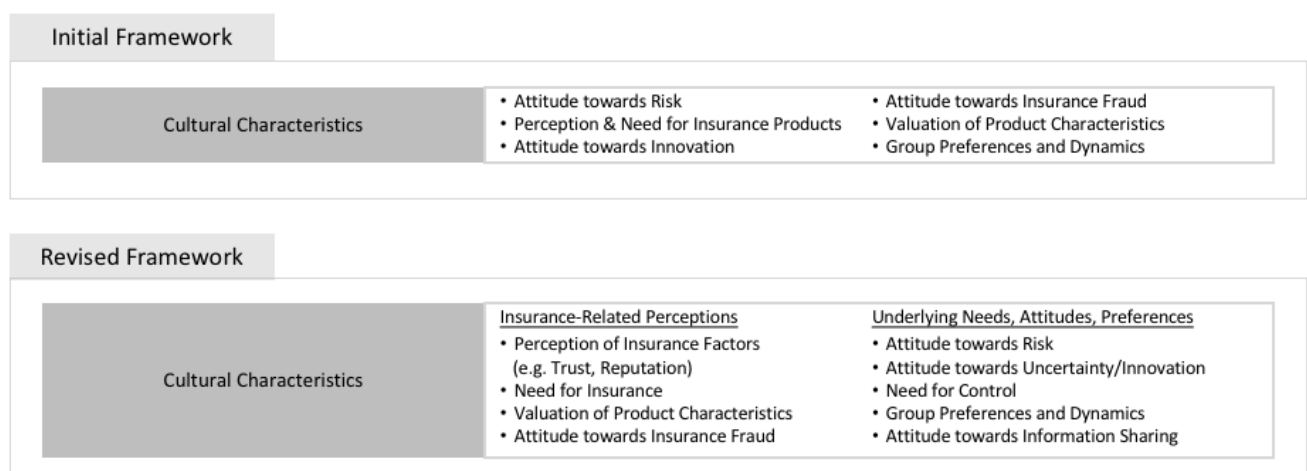 Initial Framework
Cultural Characteristics
• Attitude towards Risk
• Perception & Need for Insurance Products
• Attitude towards Innovation
• Attitude towards Insurance Fraud
• Valuation of Product Characteristics
• Group Preferences and Dynamics
Revised Framework
Cultural Characteristics
Insurance-Related Perceptions
• Perception of Insurance Factors
(e.g. Trust, Reputation)
• Need for Insurance
• Valuation of Product Characteristics
• Attitude towards Insurance Fraud
Underlying Needs, Attitudes, Preferences
• Attitude towards Risk
• Attitude towards Uncertainty/Innovation
• Need for Control
• Group Preferences and Dynamics
• Attitude towards Information Sharing